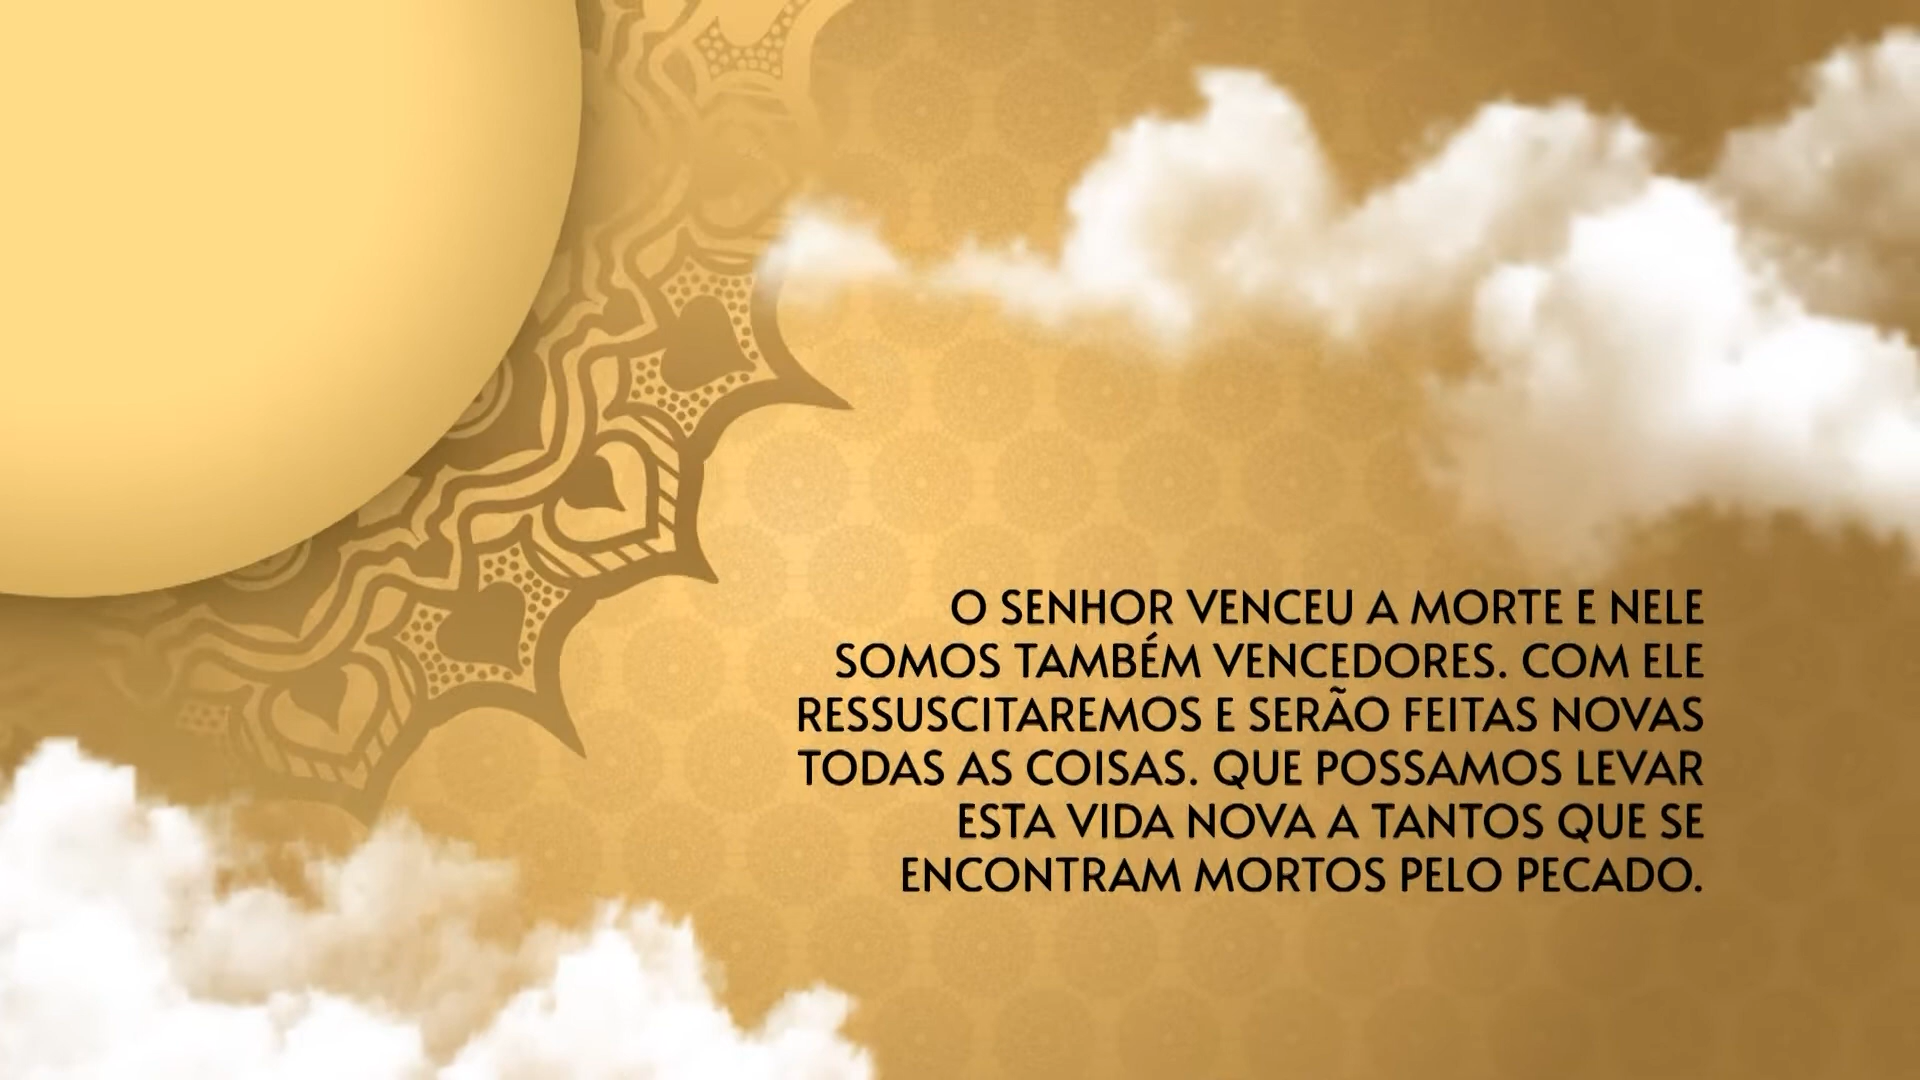 O SENHOR VENCEU A MORTE E NELE
SOMOS TAMBÉM VENCEDORES. COM ELE
RESSUSCITAREMOS E SERÃO FEITAS NOVAS
TODAS AS COISAS. QUE POSSAMOS LEVAR
ESTA VIDA NOVA A TANTOS QUE SE
ENCONTRAM MORTOS PELO PECADO.